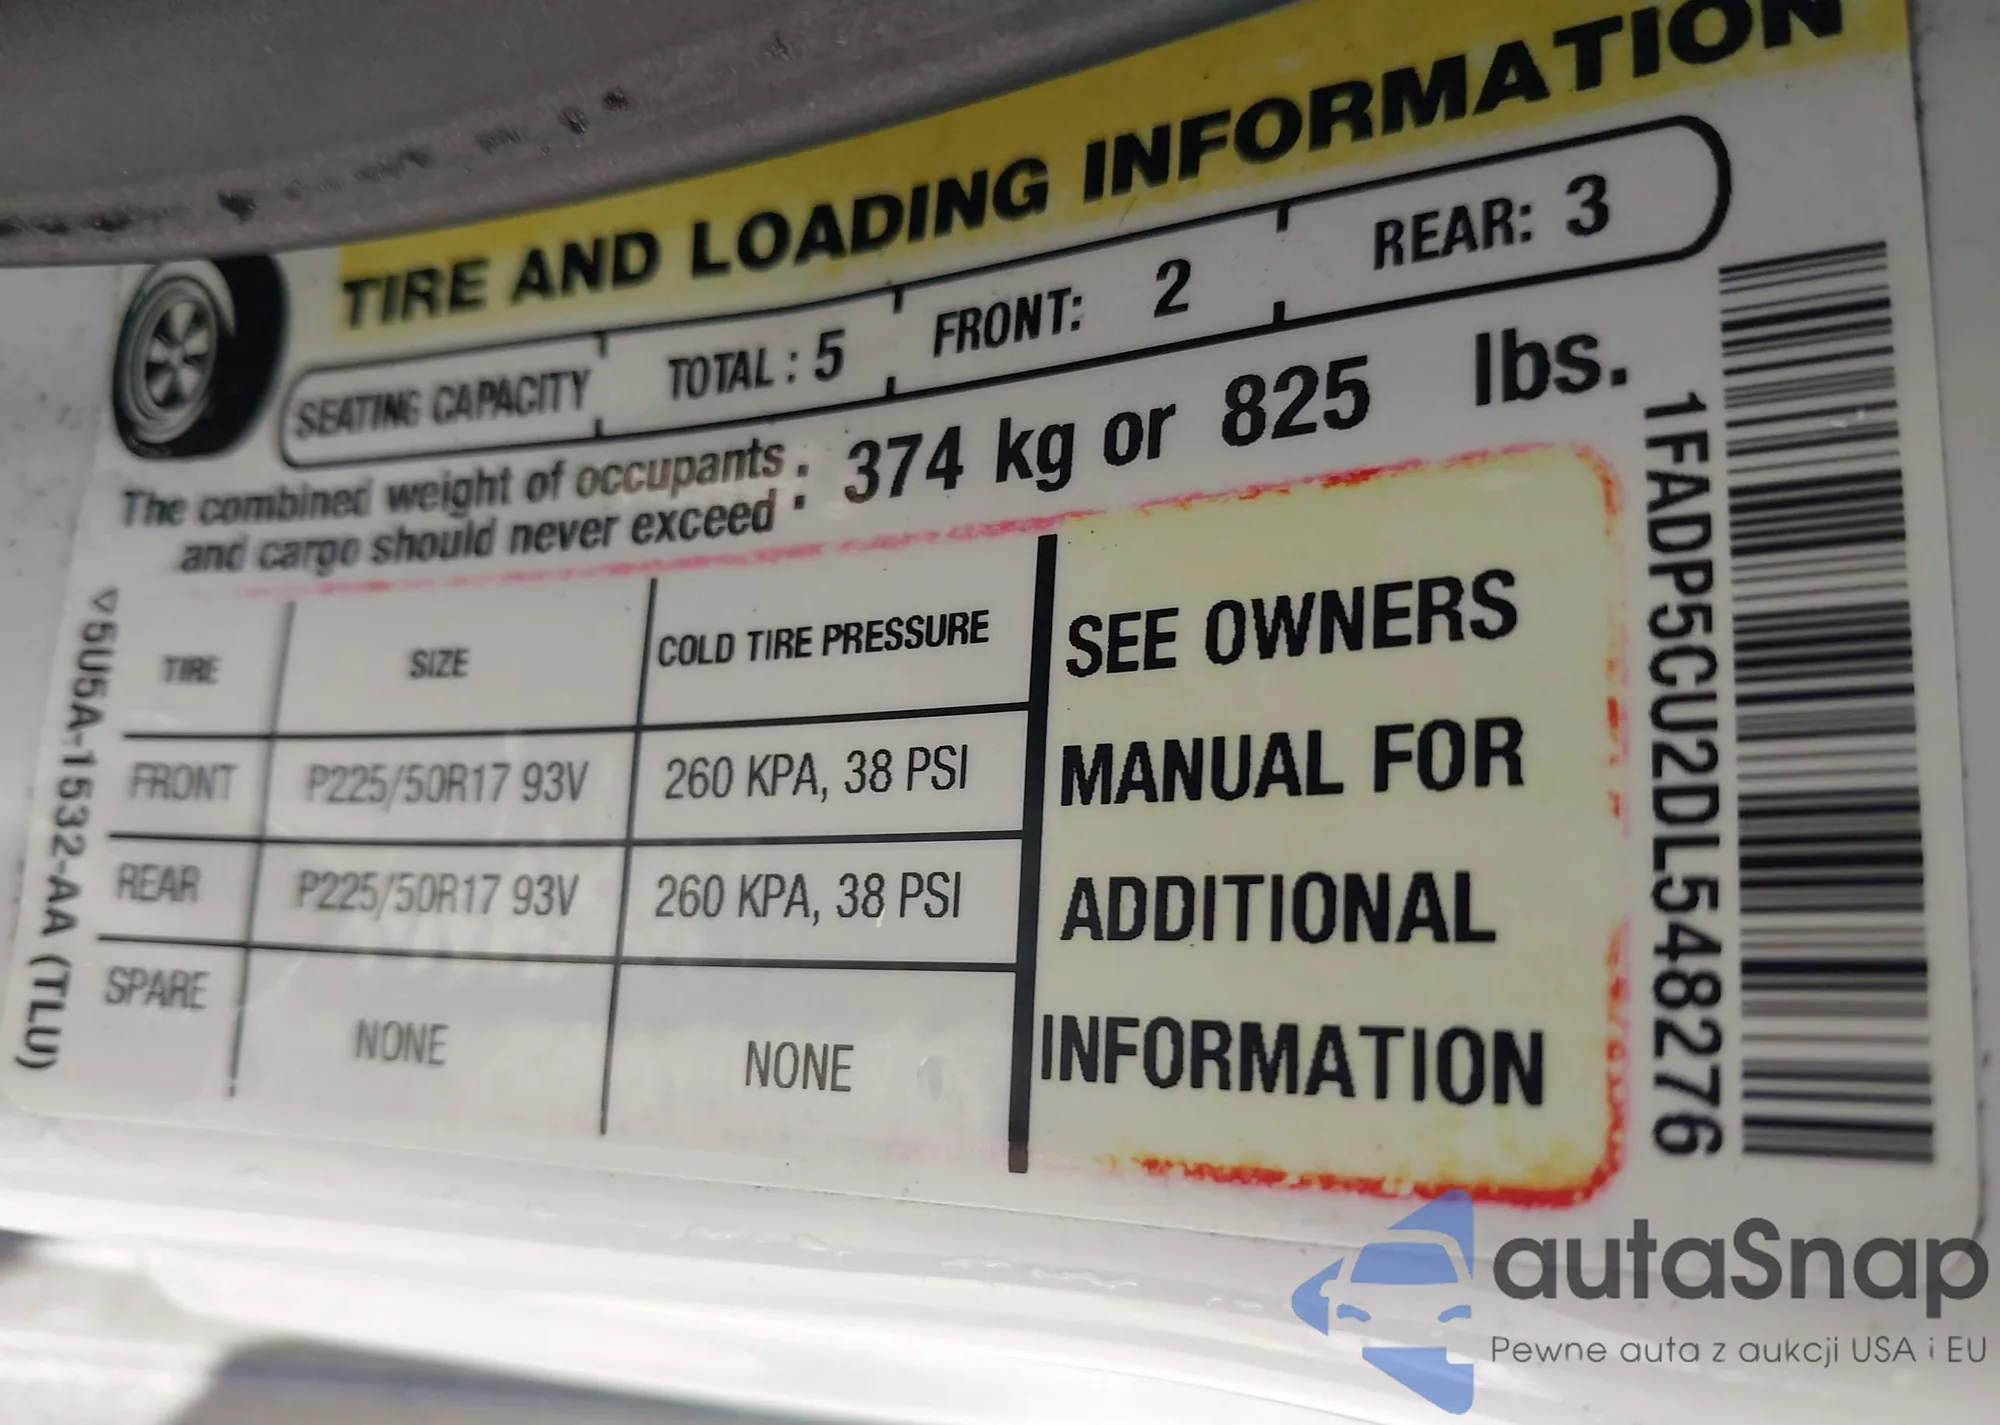 TIRE AND LOADING INFORMATION
SEATING CAPACITY TOTAL : 5 FRONT: 2 REAR: 3
The combined weight of occupants : 374 kg or 825 lbs.
and cargo should never exceed :
TIRE SIZE COLD TIRE PRESSURE
FRONT P225/50R17 93V 260 KPA, 38 PSI
REAR P225/50R17 93V 260 KPA, 38 PSI
SPARE NONE NONE
SEE OWNERS
MANUAL FOR
ADDITIONAL
INFORMATION
5U5A-1532-AA (TLU)
1FADP5CU2DL548276
autaSnap
Pewne auta z aukcji USA i EU